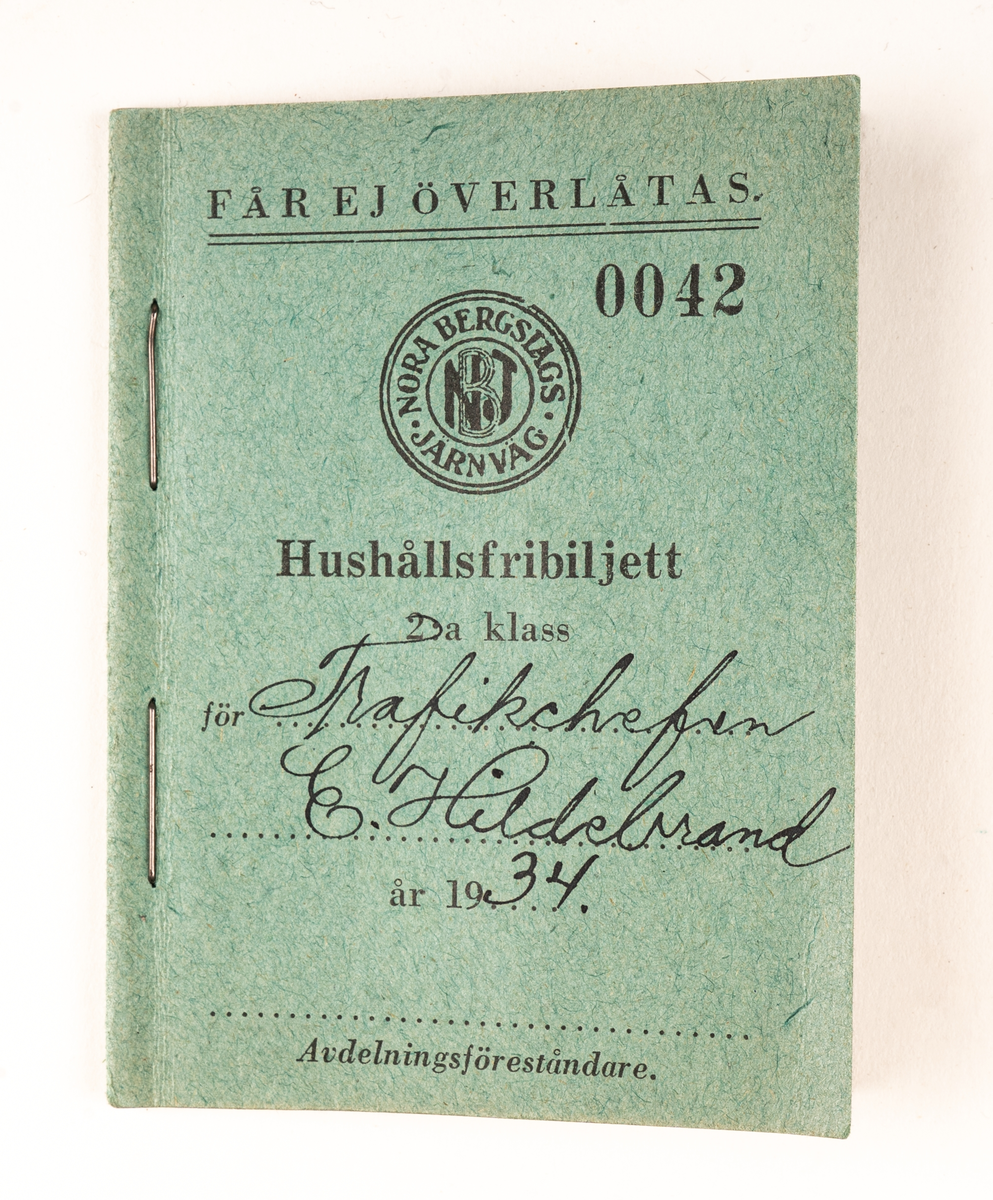 FÅR EJ ÖVERLÅTAS.
0042
NORA BERGSLAGS
JÄRNVÄG
NBJ
Hushållsfribiljett
2a klass
för Trafikchefen
E. Hildebrand
år 1934.
Avdelningsföreståndare.